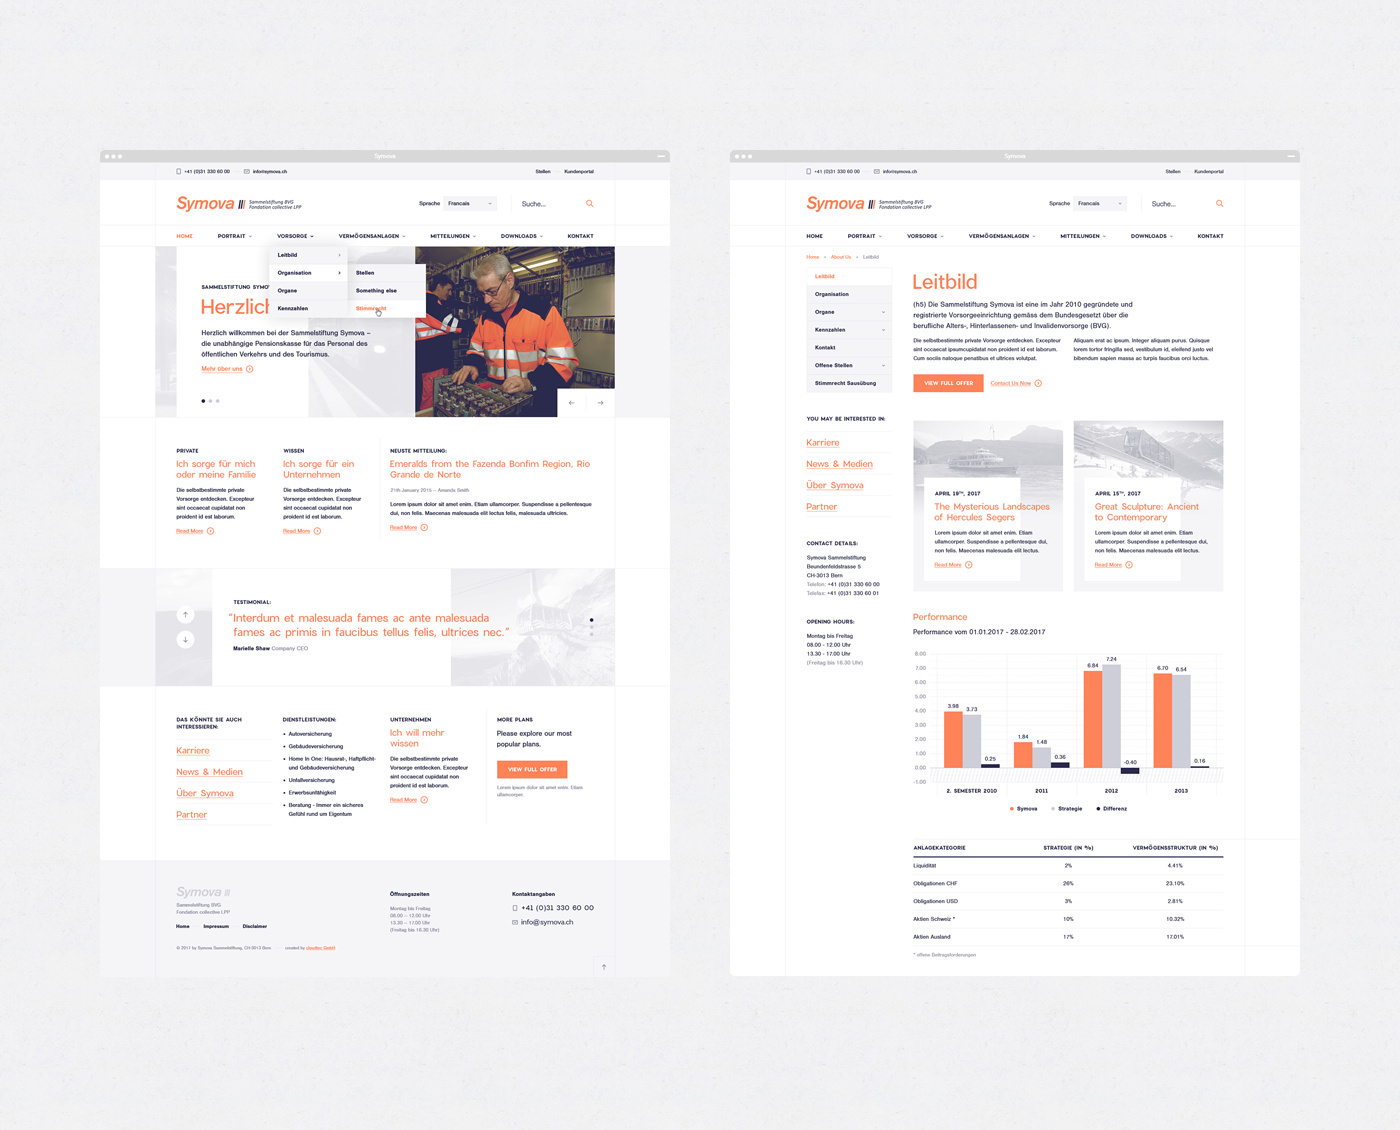 Symova
+41 (0)31 330 60 00
info@symova.ch
Stellen
Kundenportal
Symova
Sammelstiftung BVG
Fondation collective LPP
Sprache
Francais
Suche...
HOME
PORTRAIT
VORSORGE
VERMÖGENSANLAGEN
MITTEILUNGEN
DOWNLOADS
KONTAKT
Leitbild
Organisation
Organe
Kennzahlen
Stellen
Something else
Stimmrecht
SAMMELSTIFTUNG SYMO
Herzlich
Herzlich willkommen bei der Sammelstiftung Symova –
die unabhängige Pensionskasse für das Personal des
öffentlichen Verkehrs und des Tourismus.
Mehr über uns
PRIVATE
Ich sorge für mich
oder meine Familie
Die selbstbestimmte private
Vorsorge entdecken. Excepteur
sint occaecat cupidatat non
proident id est laborum.
Read More
WISSEN
Ich sorge für ein
Unternehmen
Die selbstbestimmte private
Vorsorge entdecken. Excepteur
sint occaecat cupidatat non
proident id est laborum.
Read More
NEUSTE MITTEILUNG:
Emeralds from the Fazenda Bonfim Region, Rio
Grande de Norte
21th January 2015 – Amanda Smith
Lorem ipsum dolor sit amet enim. Etiam ullamcorper. Suspendisse a pellentesque
dui, non felis. Maecenas malesuada elit lectus felis, malesuada ultricies.
Read More
TESTIMONIAL:
"Interdum et malesuada fames ac ante malesuada
fames ac primis in faucibus tellus felis, ultrices nec."
Marielle Shaw Company CEO
DAS KÖNNTE SIE AUCH
INTERESSIEREN:
Karriere
News & Medien
Über Symova
Partner
DIENSTLEISTUNGEN:
• Autoversicherung
• Gebäudeversicherung
• Home In One: Hausrat-, Haftpflicht-
und Gebäudeversicherung
• Unfallversicherung
• Erwerbsunfähigkeit
• Beratung - Immer ein sicheres
Gefühl rund um Eigentum
UNTERNEHMEN
Ich will mehr
wissen
Die selbstbestimmte private
Vorsorge entdecken. Excepteur
sint occaecat cupidatat non
proident id est laborum.
Read More
MORE PLANS
Please explore our most
popular plans.
VIEW FULL OFFER
Lorem ipsum dolor sit amet enim. Etiam
ullamcorper.
Symova
Sammelstiftung BVG
Fondation collective LPP
Home
Impressum
Disclaimer
© 2017 by Symova Sammelstiftung, CH-3013 Bern
created by
GmbH
Öffnungszeiten
Montag bis Freitag
08.00 – 12.00 Uhr
13.30 – 17.00 Uhr
(Freitag bis 16.30 Uhr)
Kontaktangaben
+41 (0)31 330 60 00
info@symova.ch
Symova
+41 (0)31 330 60 00
info@symova.ch
Stellen
Kundenportal
Symova
Sammelstiftung BVG
Fondation collective LPP
Sprache
Francais
Suche...
HOME
PORTRAIT
VORSORGE
VERMÖGENSANLAGEN
MITTEILUNGEN
DOWNLOADS
KONTAKT
Home
About Us
Leitbild
Leitbild
Organisation
Organe
Kennzahlen
Kontakt
Offene Stellen
Stimmrecht Sausübung
YOU MAY BE INTERESTED IN:
Karriere
News & Medien
Über Symova
Partner
CONTACT DETAILS:
Symova Sammelstiftung
Beundenfeldstrasse 5
CH-3013 Bern
Telefon: +41 (0)31 330 60 00
Telefax: +41 (0)31 330 60 01
OPENING HOURS:
Montag bis Freitag
08.00 - 12.00 Uhr
13.30 - 17.00 Uhr
(Freitag bis 16.30 Uhr)
Leitbild
(h5) Die Sammelstiftung Symova ist eine im Jahr 2010 gegründete und
registrierte Vorsorgeeinrichtung gemäss dem Bundesgesetz über die
berufliche Alters-, Hinterlassenen- und Invalidenvorsorge (BVG).
Die selbstbestimmte private Vorsorge entdecken. Excepteur
sint occaecat ipsumcupidatat non proident id est laborum.
Cum sociis natoque penatibus et ultrices volutpat.
Aliquam erat ac ipsum. Integer aliquam purus. Quisque
lorem tortor fringilla sed, vestibulum id, eleifend justo vel
bibendum sapien massa ac turpis faucibus orci luctus.
VIEW FULL OFFER
Contact Us Now
APRIL 19TH, 2017
The Mysterious Landscapes
of Hercules Segers
Lorem ipsum dolor sit amet enim. Etiam
ullamcorper. Suspendisse a pellentesque dui,
non felis. Maecenas malesuada elit lectus.
Read More
APRIL 15TH, 2017
Great Sculpture: Ancient
to Contemporary
Lorem ipsum dolor sit amet enim. Etiam
ullamcorper. Suspendisse a pellentesque dui,
non felis. Maecenas malesuada elit lectus.
Read More
Performance
Performance vom 01.01.2017 - 28.02.2017
8.00
7.00
6.00
5.00
4.00
3.00
2.00
1.00
0.00
-1.00
3.98
3.73
0.25
1.84
1.48
0.36
6.84
7.24
-0.40
6.70
6.54
0.16
2. SEMESTER 2010
2011
2012
2013
Symova
Strategie
Differenz
ANLAGEKATEGORIE STRATEGIE (IN %) VERMÖGENSSTRUKTUR (IN %)
Liquidität 2% 4.41%
Obligationen CHF 26% 23.10%
Obligationen USD 3% 2.81%
Aktien Schweiz * 10% 10.32%
Aktien Ausland 17% 17.01%
* offene Beitragsforderungen